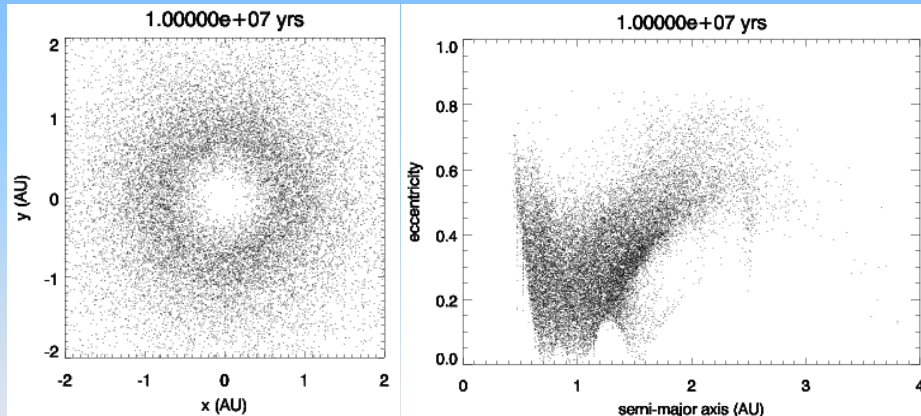 1.00000e+07 yrs
2
1
0
-1
-2
y (AU)
-2 -1 0 1 2
x (AU)
1.00000e+07 yrs
1.0
0.8
0.6
0.4
0.2
0.0
eccentricity
0 1 2 3 4
semi-major axis (AU)